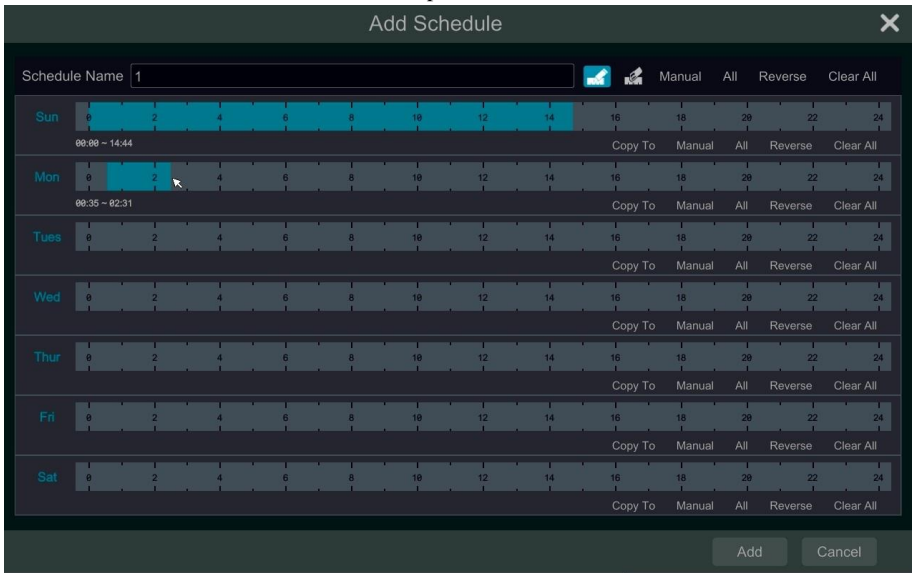 Add Schedule
Schedule Name 1 Manual All Reverse Clear All
Sun 0 2 4 6 8 10 12 14 16 18 20 22 24
00:00 ~ 14:44 Copy To Manual All Reverse Clear All
Mon 0 2 4 6 8 10 12 14 16 18 20 22 24
00:35 ~ 02:31 Copy To Manual All Reverse Clear All
Tues 0 2 4 6 8 10 12 14 16 18 20 22 24
Copy To Manual All Reverse Clear All
Wed 0 2 4 6 8 10 12 14 16 18 20 22 24
Copy To Manual All Reverse Clear All
Thur 0 2 4 6 8 10 12 14 16 18 20 22 24
Copy To Manual All Reverse Clear All
Fri 0 2 4 6 8 10 12 14 16 18 20 22 24
Copy To Manual All Reverse Clear All
Sat 0 2 4 6 8 10 12 14 16 18 20 22 24
Copy To Manual All Reverse Clear All
Add Cancel